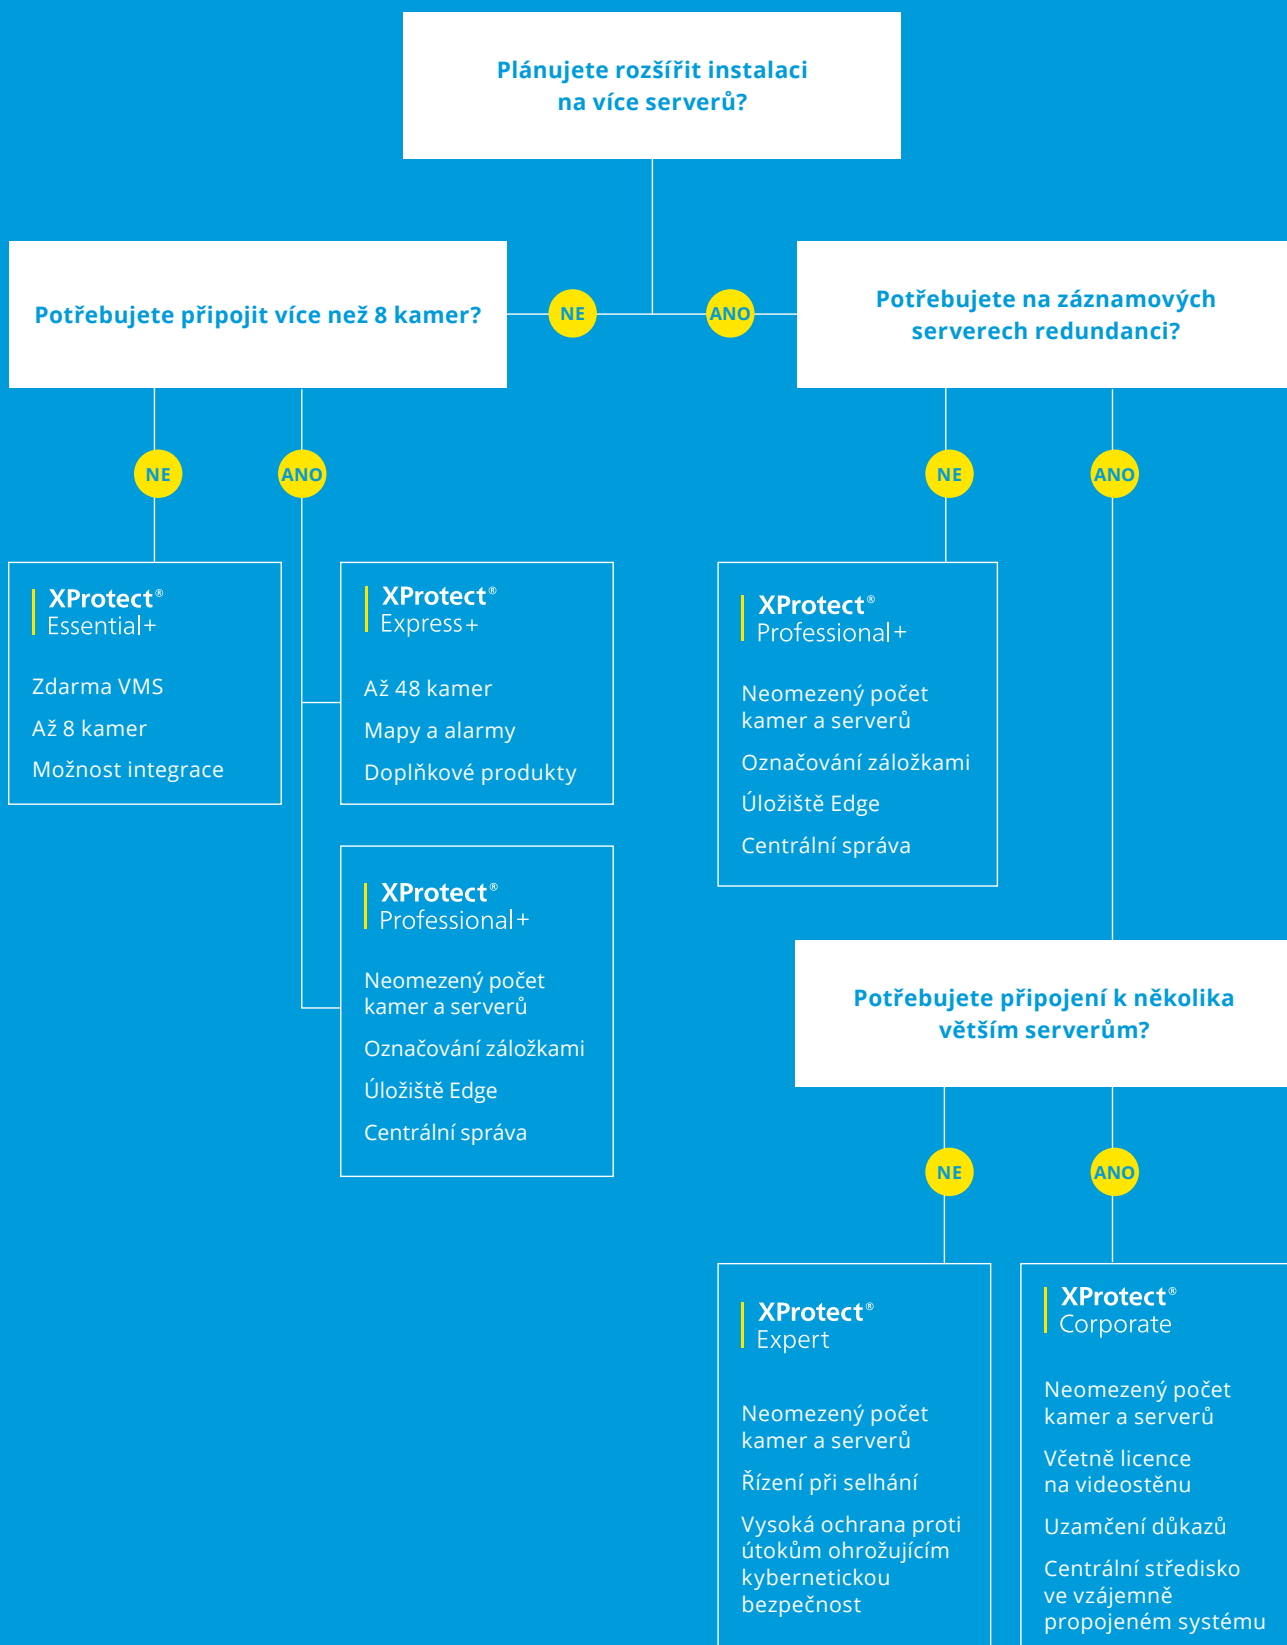 Plánujete rozšířit instalaci
na více serverů?
Potřebujete připojit více než 8 kamer?
NE
ANO
Potřebujete na záznamových
serverech redundanci?
NE
ANO
NE
ANO
XProtect®
Essential+
Zdarma VMS
Až 8 kamer
Možnost integrace
XProtect®
Express+
Až 48 kamer
Mapy a alarmy
Doplňkové produkty
XProtect®
Professional+
Neomezený počet
kamer a serverů
Označování záložkami
Úložiště Edge
Centrální správa
XProtect®
Professional+
Neomezený počet
kamer a serverů
Označování záložkami
Úložiště Edge
Centrální správa
Potřebujete připojení k několika
větším serverům?
NE
ANO
XProtect®
Expert
Neomezený počet
kamer a serverů
Řízení při selhání
Vysoká ochrana proti
útokům ohrožujícím
kybernetickou
bezpečnost
XProtect®
Corporate
Neomezený počet
kamer a serverů
Včetně licence
na videostěnu
Uzamčení důkazů
Centrální středisko
ve vzájemně
propojeném systému